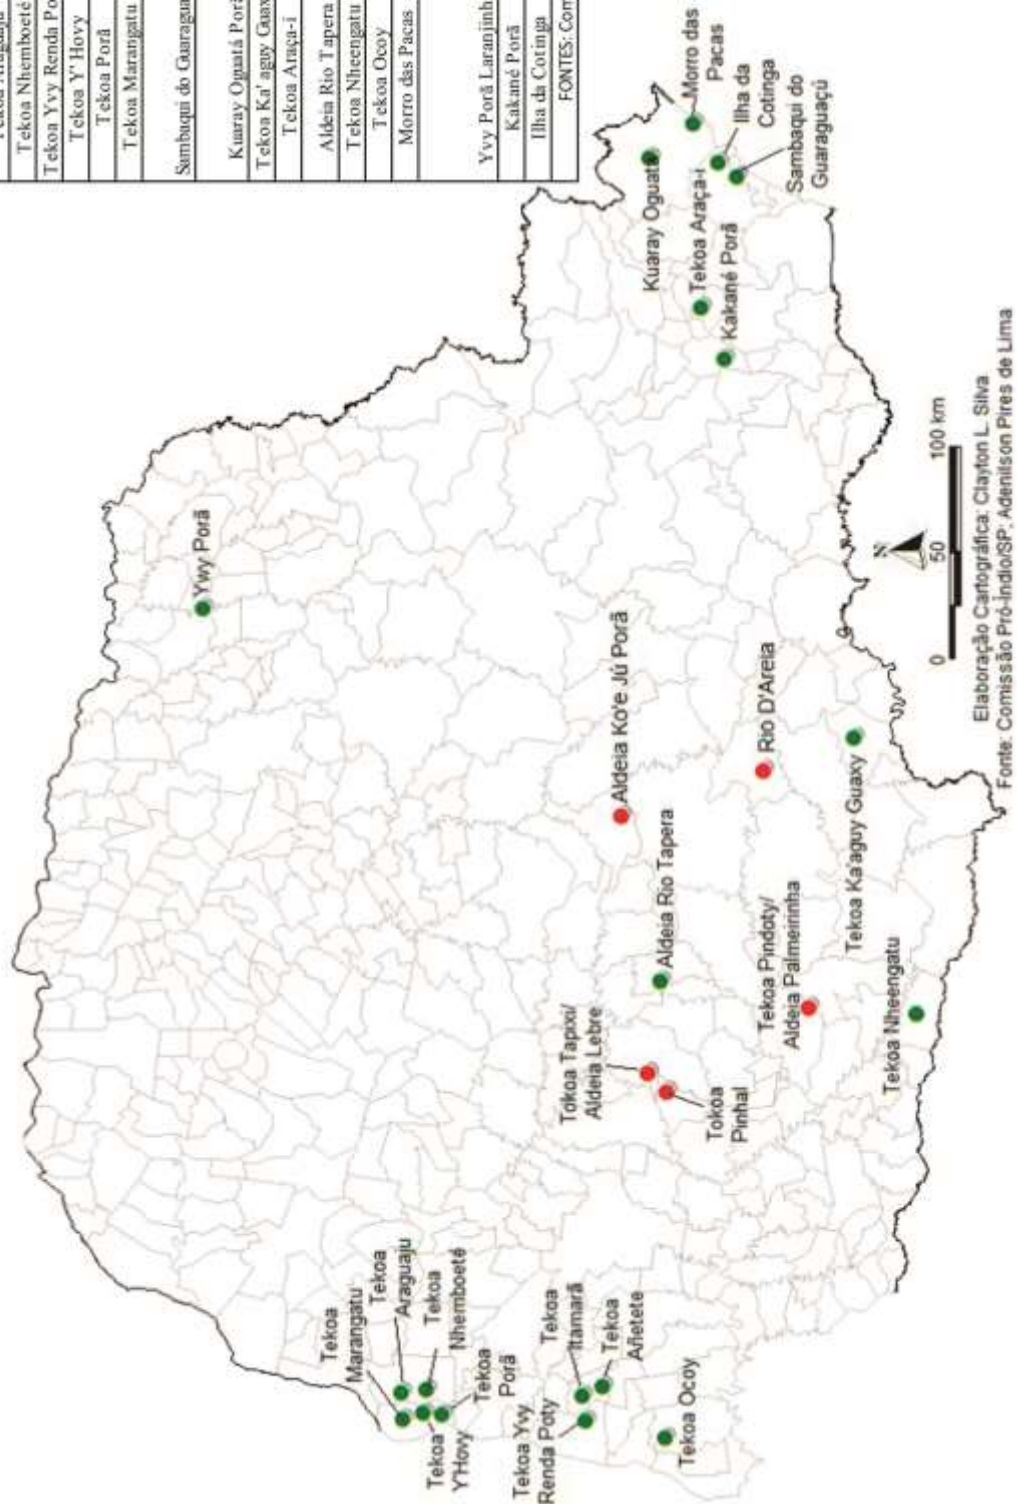 Tekoa Nhemboeté
Tekoa Yvy Renda Po
Tekoa Y' Hovy
Tekoa Porã
Tekoa Marangatu
Sambaqui do Guaragua
Kuaray Oguatá Porã
Tekoa Ka' aguy Guax
Tekoa Araça-i
Aldeia Rio Tapera
Tekoa Nheengatu
Tekoa Ocoy
Morro das Pacas
Yvy Porã Laranjinh
Kakané Porã
Ilha da Cotinga
FONTES: Com
Ywy Porã
Tekoa
Marangatu
Tekoa
Araguaju
Tekoa
Nhemboeté
Tekoa
Y'Hovy
Tekoa
Porã
Tekoa Yvy
Renda Poty
Tekoa
Itamarã
Tekoa
Añetete
Tekoa Ocoy
Tokoa Tapixi/
Aldeia Lebre
Tokoa
Pinhal
Aldeia Rio Tapera
Aldeia Ko'e Jú Porã
Tekoa Pindoty/
Aldeia Palmeirinha
Rio D'Areia
Tekoa Nheengatu
Tekoa Ka'aguy Guaxy
Kuaray Oguatá
Tekoa Araça-i
Kakané Porã
Morro das
Pacas
Ilha da
Cotinga
Sambaqui do
Guaraguaçú
N
0 50 100 km
Elaboração Cartográfica: Clayton L. Silva
Fonte: Comissão Pró-Índio/SP; Adenilson Pires de Lima